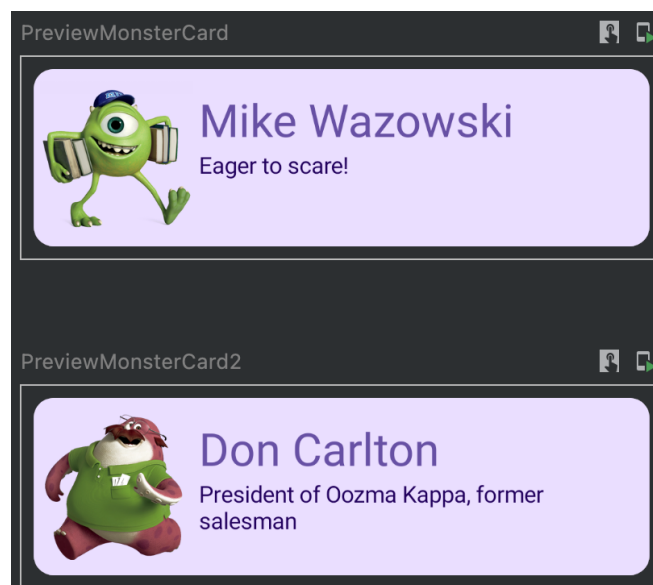 PreviewMonsterCard
Mike Wazowski
Eager to scare!
PreviewMonsterCard2
Don Carlton
President of Oozma Kappa, former
salesman